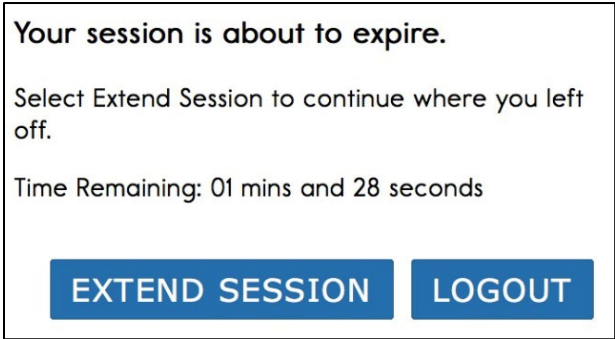 Your session is about to expire.
Select Extend Session to continue where you left
off.
Time Remaining: 01 mins and 28 seconds
EXTEND SESSION LOGOUT